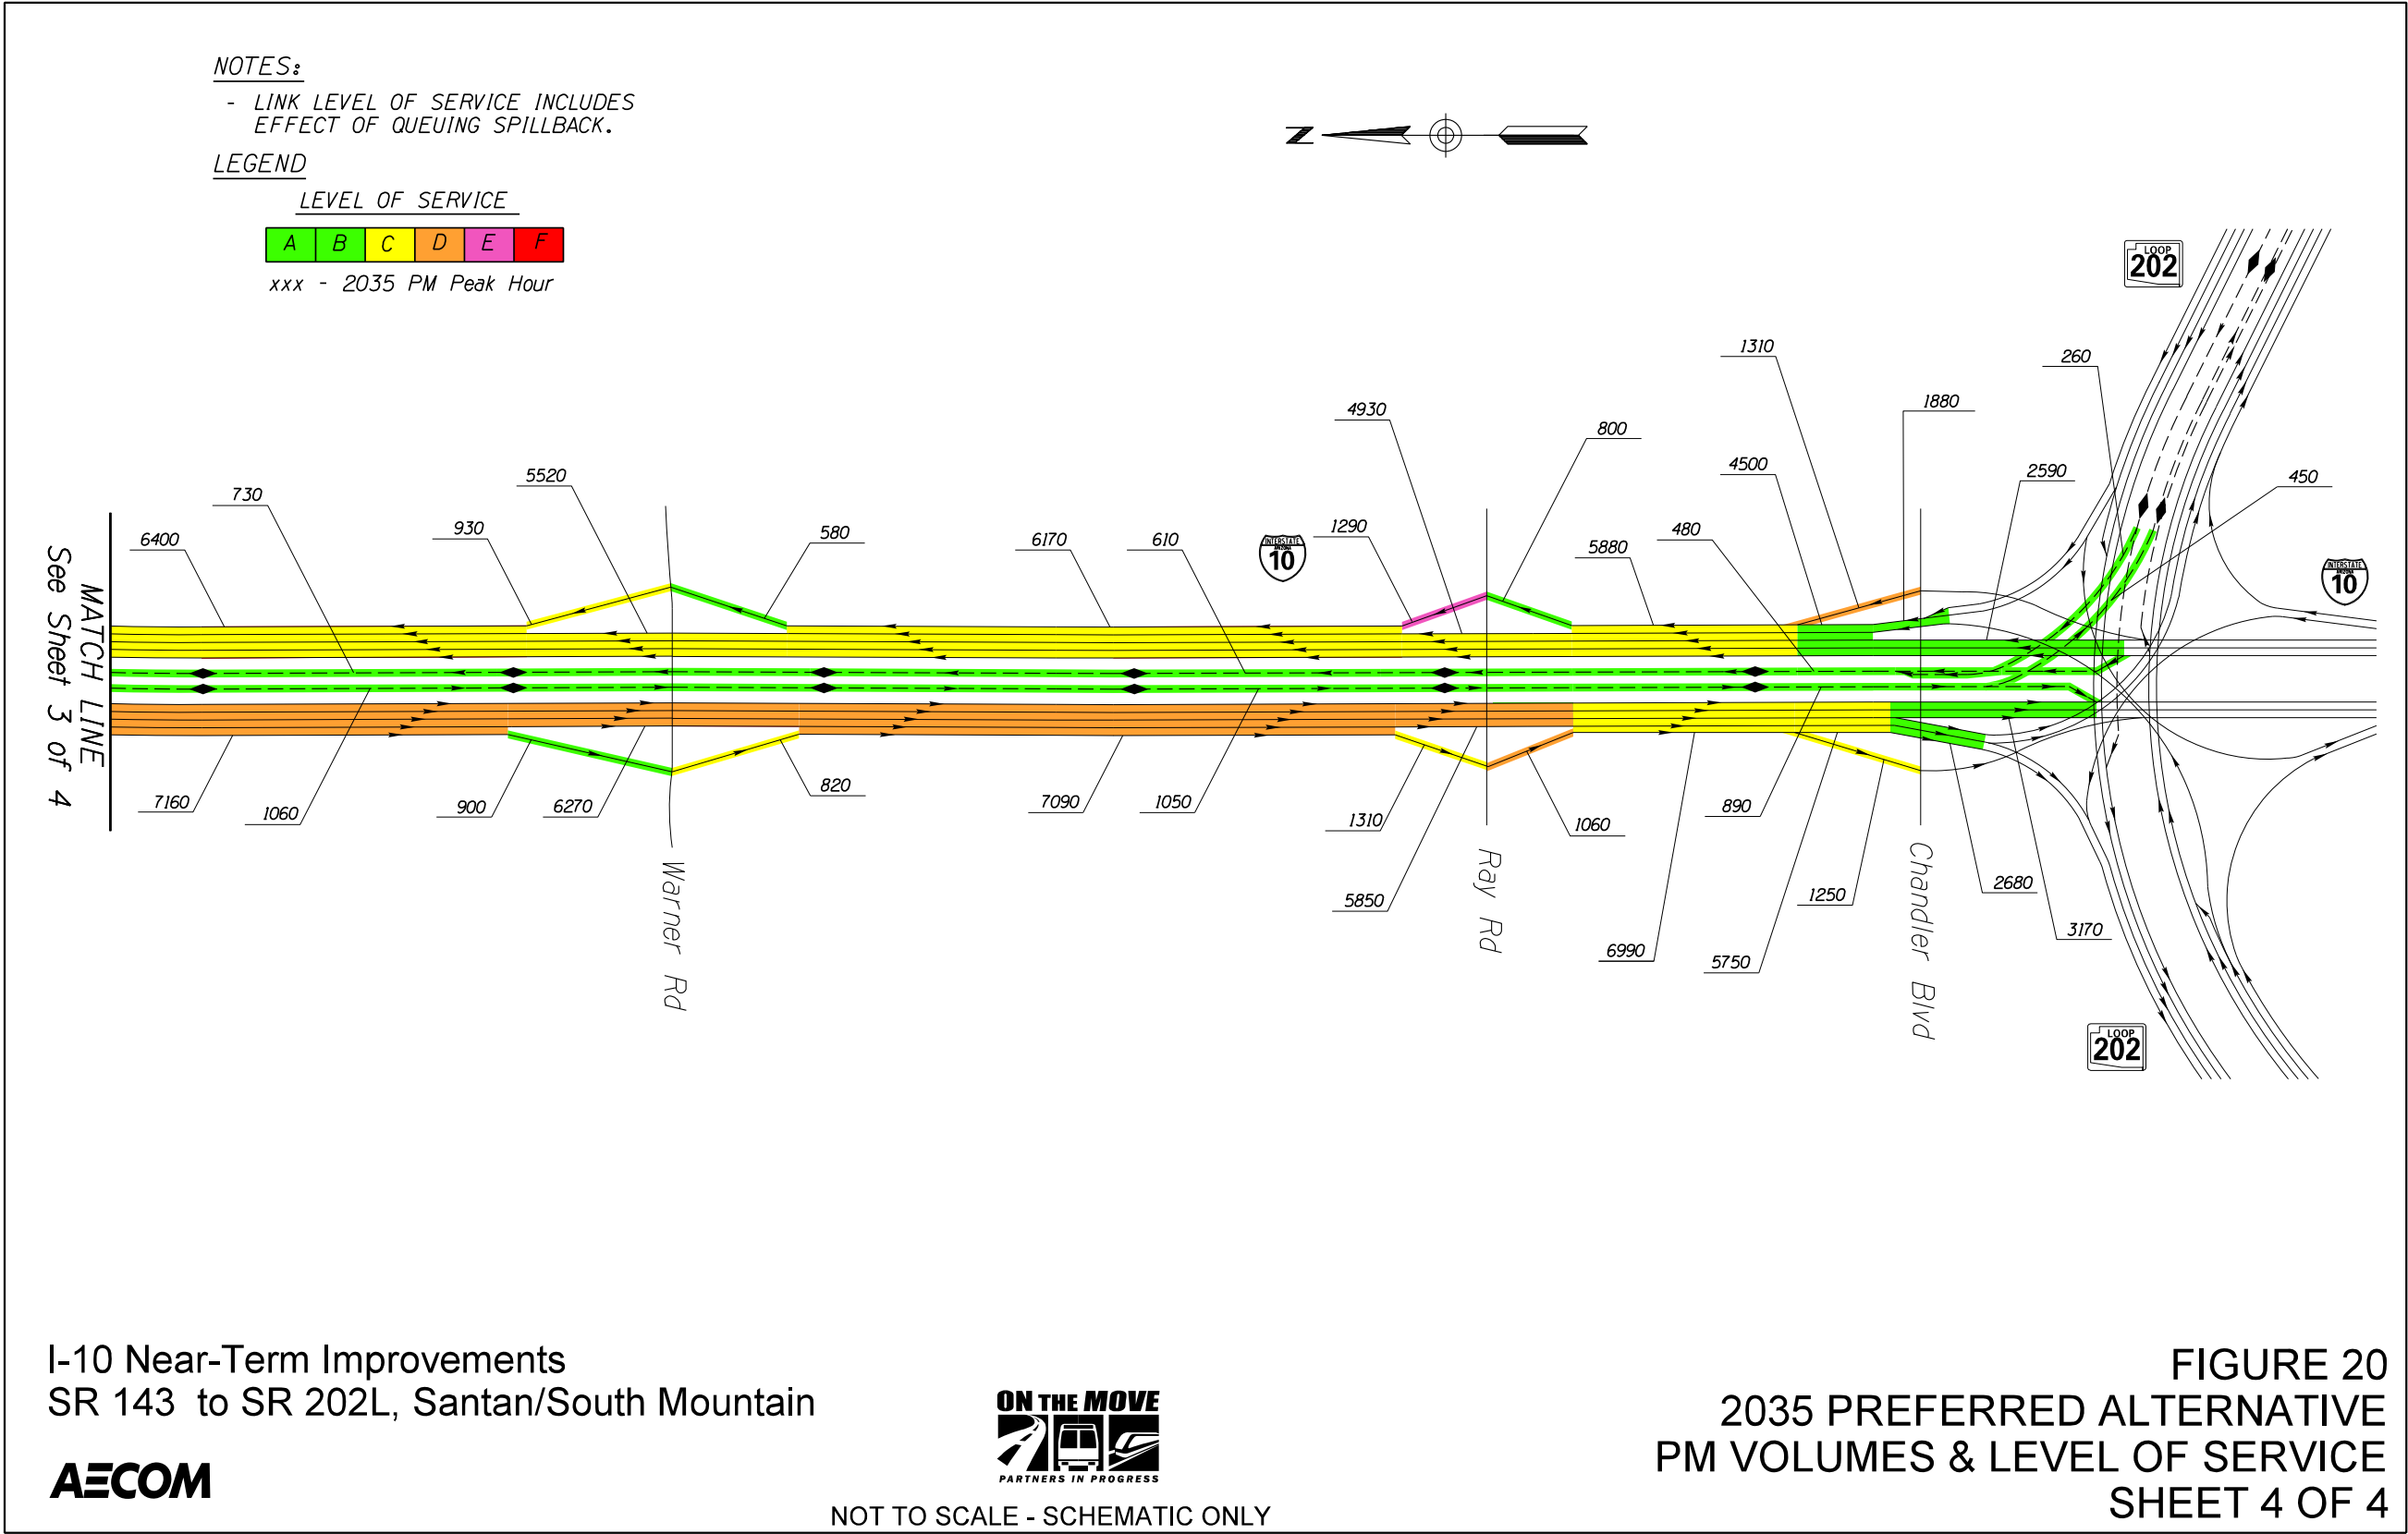 NOTES:
- LINK LEVEL OF SERVICE INCLUDES
EFFECT OF QUEUING SPILLBACK.
LEGEND
LEVEL OF SERVICE
A B C D E F
xxx - 2035 PM Peak Hour
N
LOOP
202
1310
260
1880
4930
800
4500
2590
450
5520
730
930
580
6400
6170
610
INTERSTATE
ARIZONA
10
1290
5880
480
INTERSTATE
ARIZONA
10
MATCH LINE
See Sheet 3 of 4
7160
1060
900
6270
820
7090
1050
1310
1060
5850
890
1250
2680
3170
6990
5750
Warner Rd
Ray Rd
Chandler Blvd
LOOP
202
I-10 Near-Term Improvements
SR 143 to SR 202L, Santan/South Mountain
AECOM
ON THE MOVE
PARTNERS IN PROGRESS
NOT TO SCALE - SCHEMATIC ONLY
FIGURE 20
2035 PREFERRED ALTERNATIVE
PM VOLUMES & LEVEL OF SERVICE
SHEET 4 OF 4